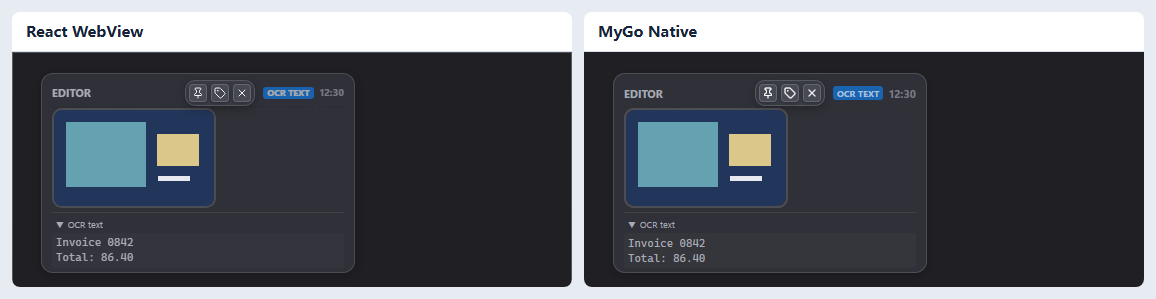 React WebView
EDITOR
OCR TEXT 12:30
▼ OCR text
Invoice 0842
Total: 86.40
MyGo Native
EDITOR
OCR TEXT 12:30
▼ OCR text
Invoice 0842
Total: 86.40